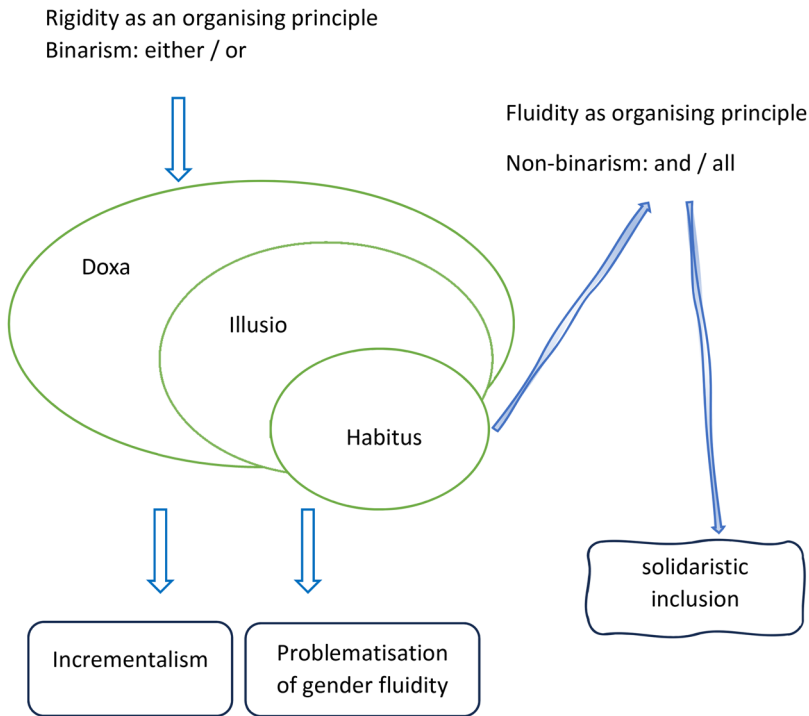 Rigidity as an organising principle
Binarism: either / or
Fluidity as organising principle
Non-binarism: and / all
Doxa
Illusio
Habitus
solidaristic
inclusion
Incrementalism
Problematisation
of gender fluidity